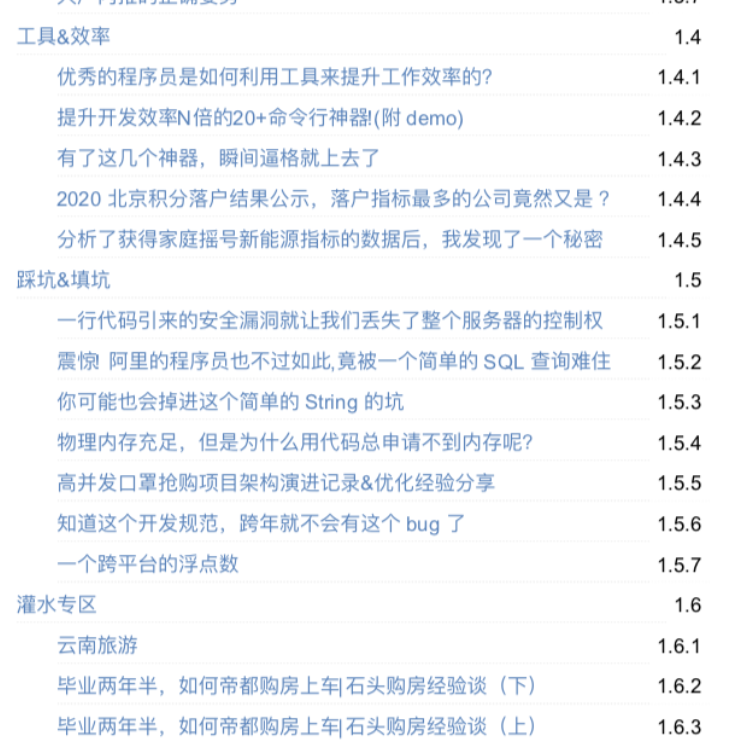 工具&效率 1.4
优秀的程序员是如何利用工具来提升工作效率的? 1.4.1
提升开发效率N倍的20+命令行神器!(附 demo) 1.4.2
有了这几个神器，瞬间逼格就上去了 1.4.3
2020 北京积分落户结果公示，落户指标最多的公司竟然又是？ 1.4.4
分析了获得家庭摇号新能源指标的数据后，我发现了一个秘密 1.4.5
踩坑&填坑 1.5
一行代码引来的安全漏洞就让我们丢失了整个服务器的控制权 1.5.1
震惊! 阿里的程序员也不过如此,竟被一个简单的 SQL 查询难住 1.5.2
你可能也会掉进这个简单的 String 的坑 1.5.3
物理内存充足，但是为什么用代码总申请不到内存呢? 1.5.4
高并发口罩抢购项目架构演进记录&优化经验分享 1.5.5
知道这个开发规范，跨年就不会有这个 bug 了 1.5.6
一个跨平台的浮点数 1.5.7
灌水专区 1.6
云南旅游 1.6.1
毕业两年半，如何帝都购房上车|石头购房经验谈（下） 1.6.2
毕业两年半，如何帝都购房上车|石头购房经验谈（上） 1.6.3